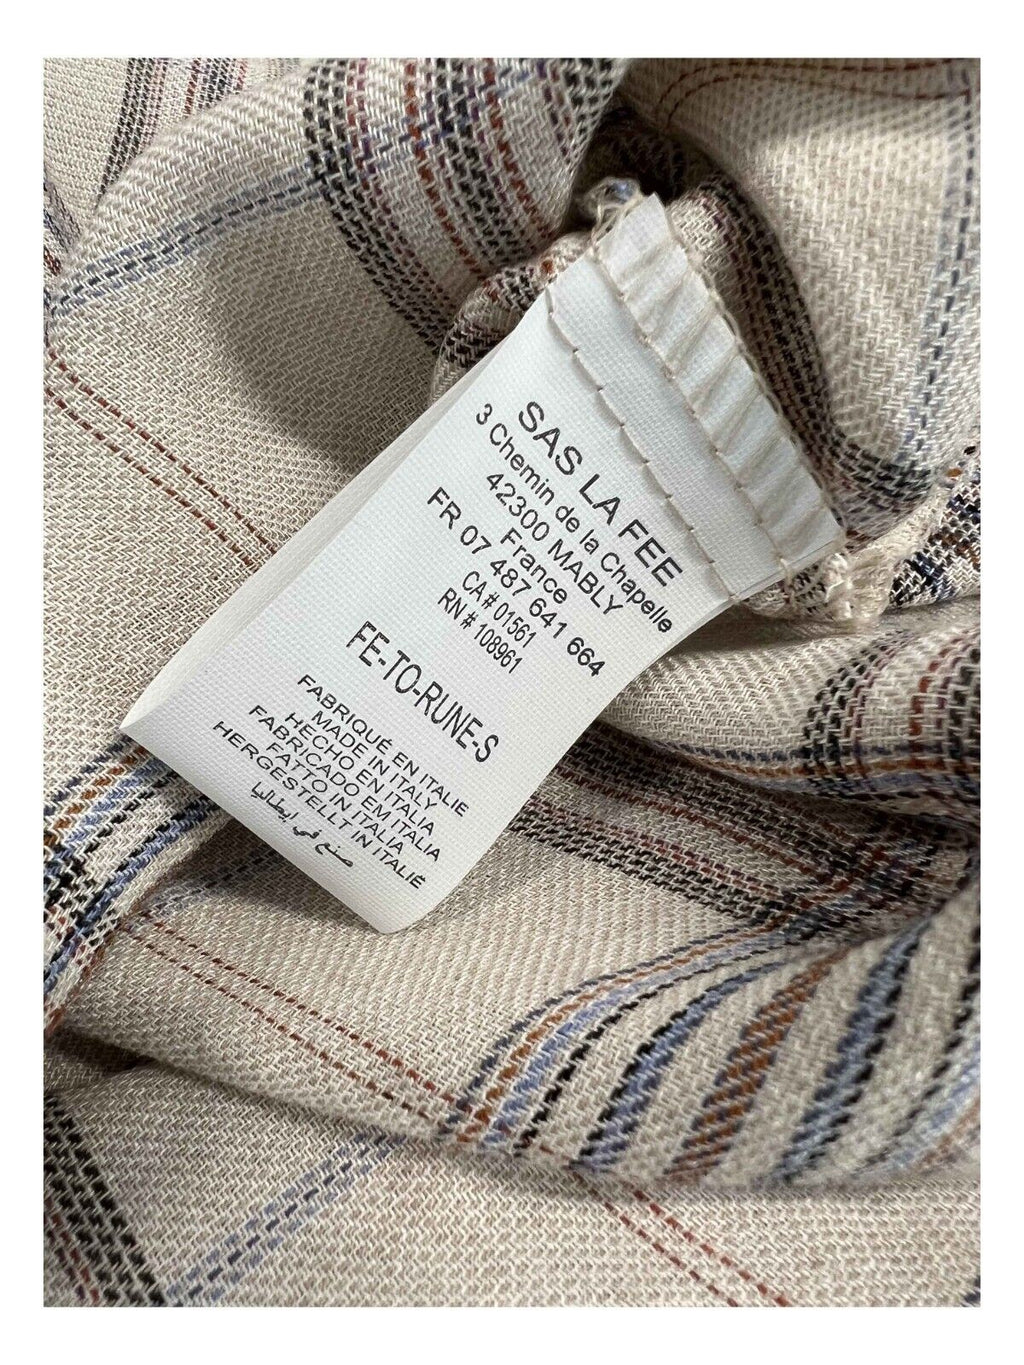 SAS LA FEE
3 Chemin de la Chapelle
42300 MABLY
France
FR 07 487 641 664
CA # 01561
RN # 108961
FE-TO-RUNE-S
FABRIQUÉ EN ITALIE
MADE IN ITALY
HECHO EN ITALIA
FABRICADO EM ITALIA
FATTO IN ITALIA
HERGESTELLT IN ITALIË
صنع في إيطاليا